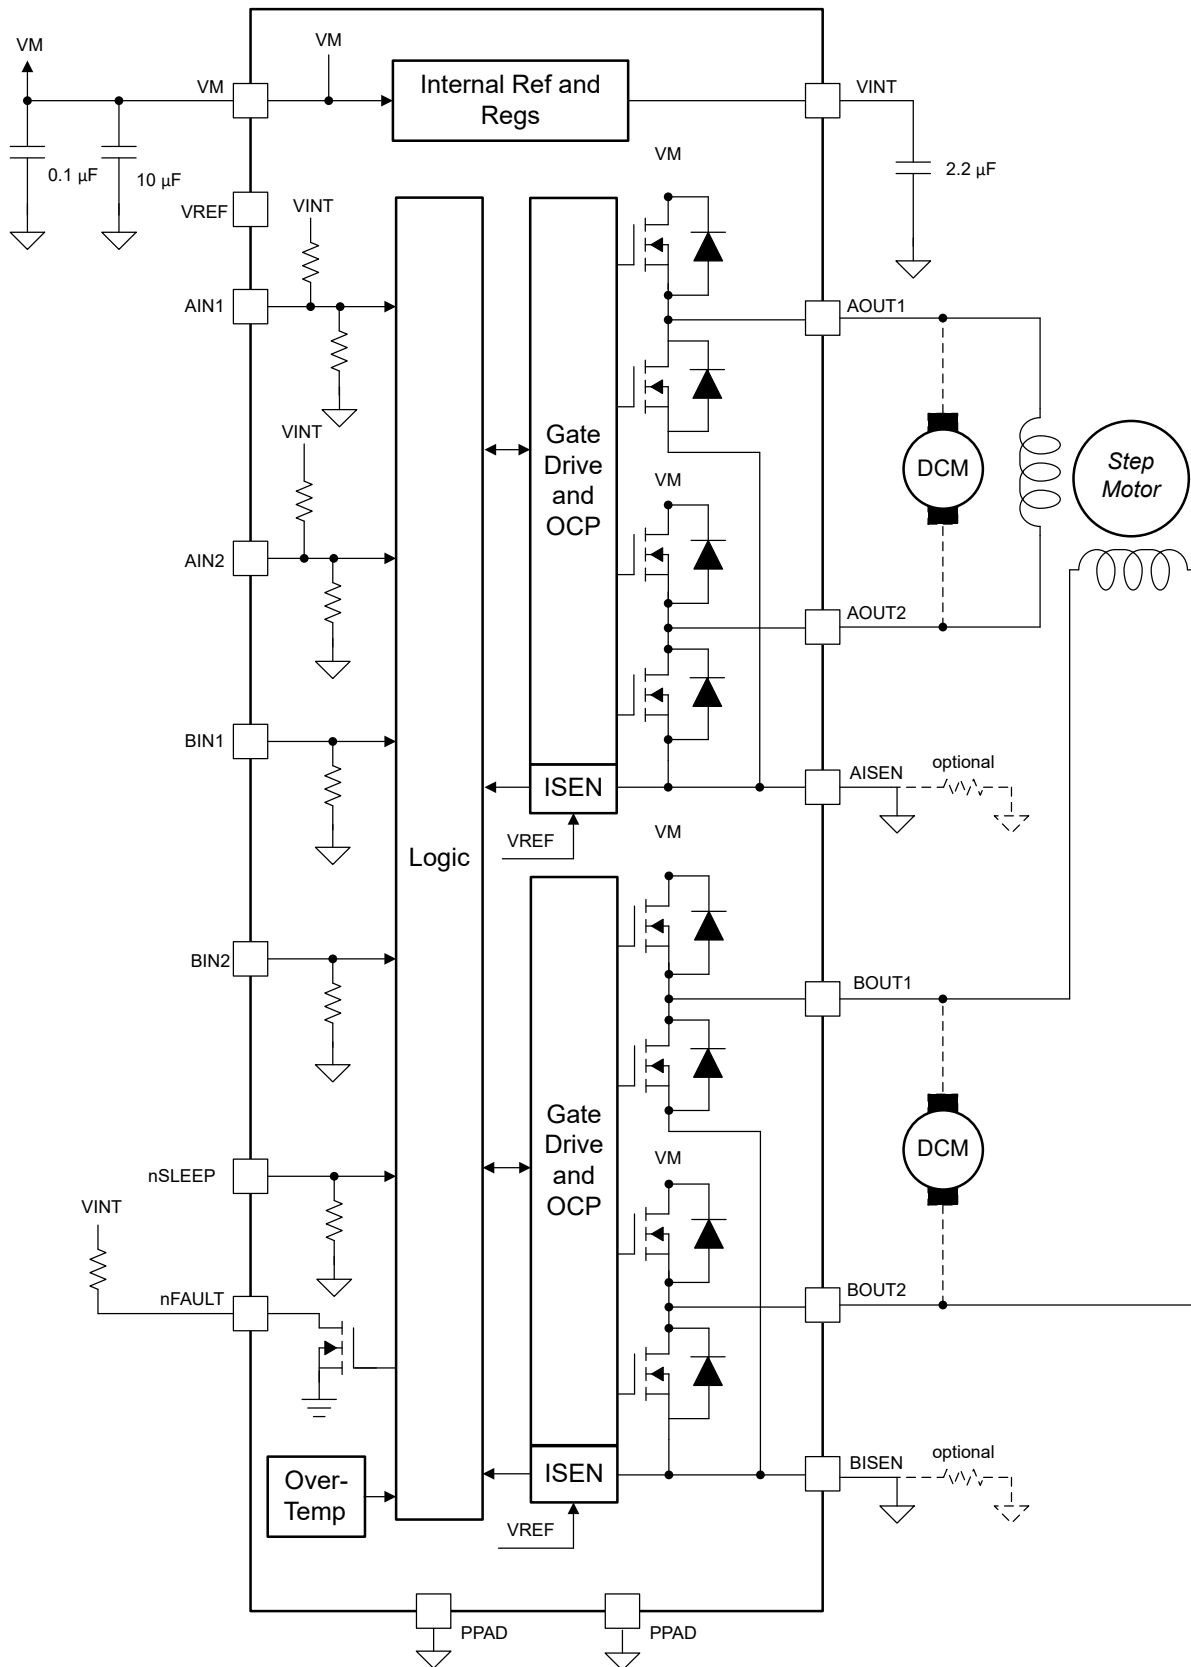 VM
VM
VM
Internal Ref and
Regs
VINT
0.1 µF
10 µF
2.2 µF
VM
VREF
VINT
AIN1
AOUT1
VINT
Gate
Drive
and
OCP
DCM
Step
Motor
VM
AIN2
AOUT2
BIN1
ISEN
AISEN
optional
VREF
VM
Logic
BIN2
BOUT1
Gate
Drive
and
OCP
DCM
VM
nSLEEP
VINT
nFAULT
BOUT2
Over-
Temp
ISEN
BISEN
optional
VREF
PPAD
PPAD